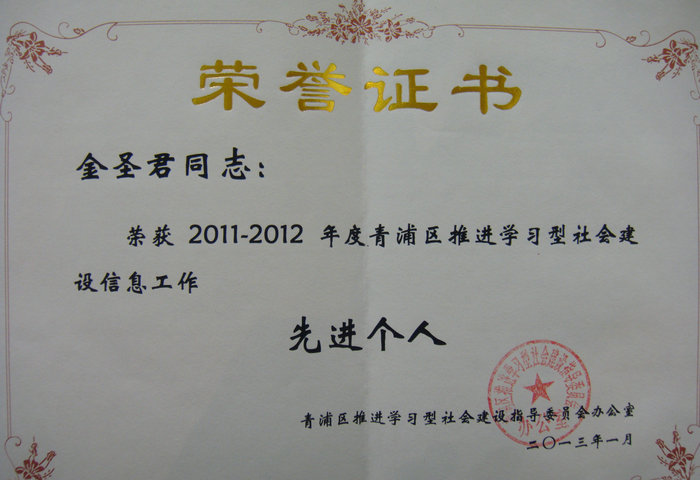 荣誉证书
金圣君同志:
荣获 2011-2012 年度青浦区推进学习型社会建
设信息工作
先进个人
青浦区推进学习型社会建设指导委员会办公室
二〇一三年一月
办公室